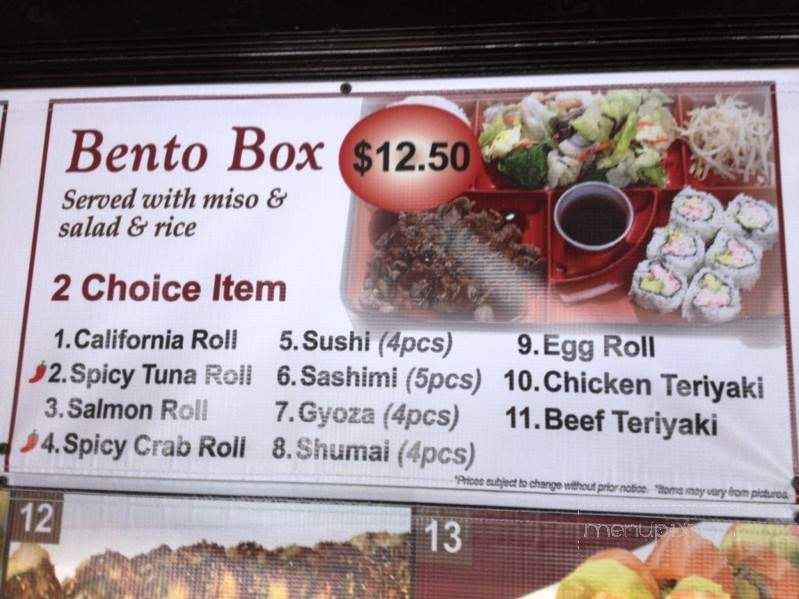 Bento Box $12.50
Served with miso &
salad & rice
2 Choice Item
1.California Roll
2.Spicy Tuna Roll
3.Salmon Roll
4.Spicy Crab Roll
5.Sushi (4pcs)
6.Sashimi (5pcs)
7.Gyoza (4pcs)
8.Shumai (4pcs)
9.Egg Roll
10.Chicken Teriyaki
11.Beef Teriyaki
*Prices subject to change without prior notice. *Items may vary from pictures.
12
13